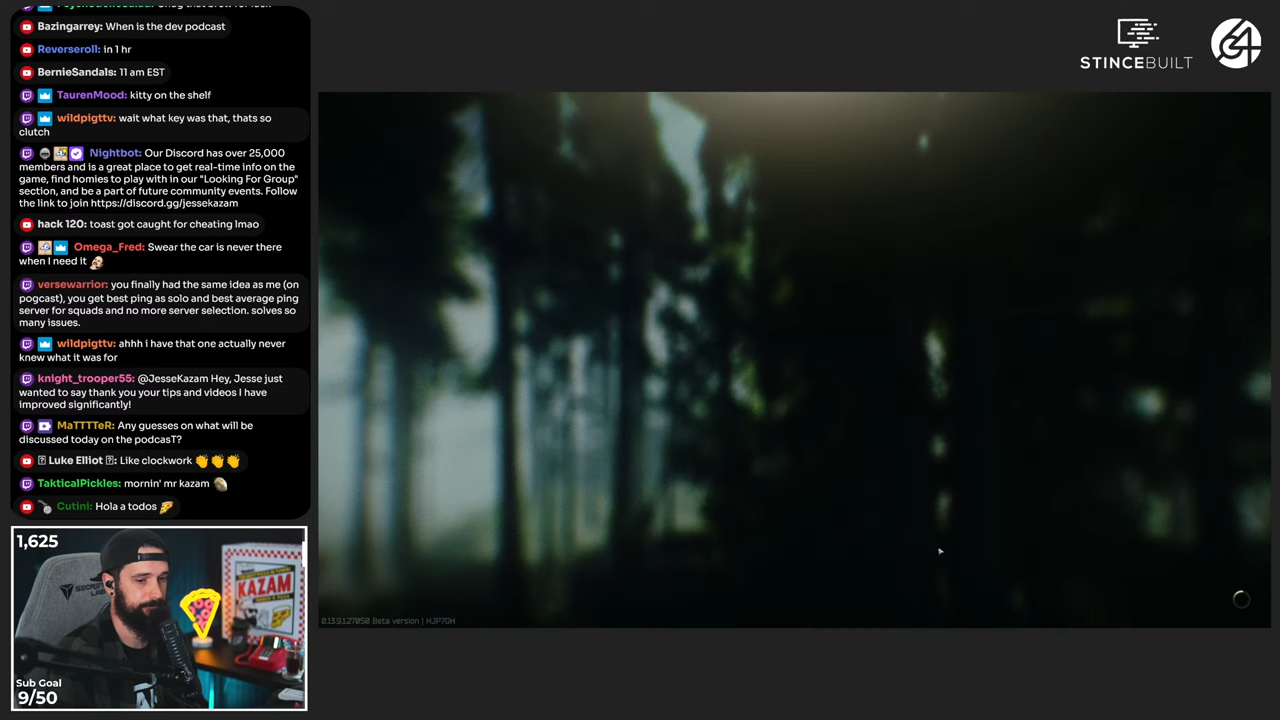 Bazingarrey: When is the dev podcast
Reverseroll: in 1 hr
BernieSandals: 11 am EST
TaurenMood: kitty on the shelf
wildpigttv: wait what key was that, thats so
clutch
Nightbot: Our Discord has over 25,000
members and is a great place to get real-time info on the
game, find homies to play with in our "Looking For Group"
section, and be a part of future community events. Follow
the link to join https://discord.gg/jessekazam
hack 120: toast got caught for cheating lmao
Omega_Fred: Swear the car is never there
when I need it
versewarrior: you finally had the same idea as me (on
pogcast), you get best ping as solo and best average ping
server for squads and no more server selection. solves so
many issues.
wildpigttv: ahhh i have that one actually never
knew what it was for
knight_trooper55: @JesseKazam Hey, Jesse just
wanted to say thank you your tips and videos I have
improved significantly!
MaTTTTeR: Any guesses on what will be
discussed today on the podcasT?
Luke Elliot: Like clockwork
TakticalPickles: mornin' mr kazam
Cutini: Hola a todos
1,625
KAZAM
Sub Goal
9/50
STINCEBUILT
G4
0.13.9.1.27050 Beta version | HJP7GH